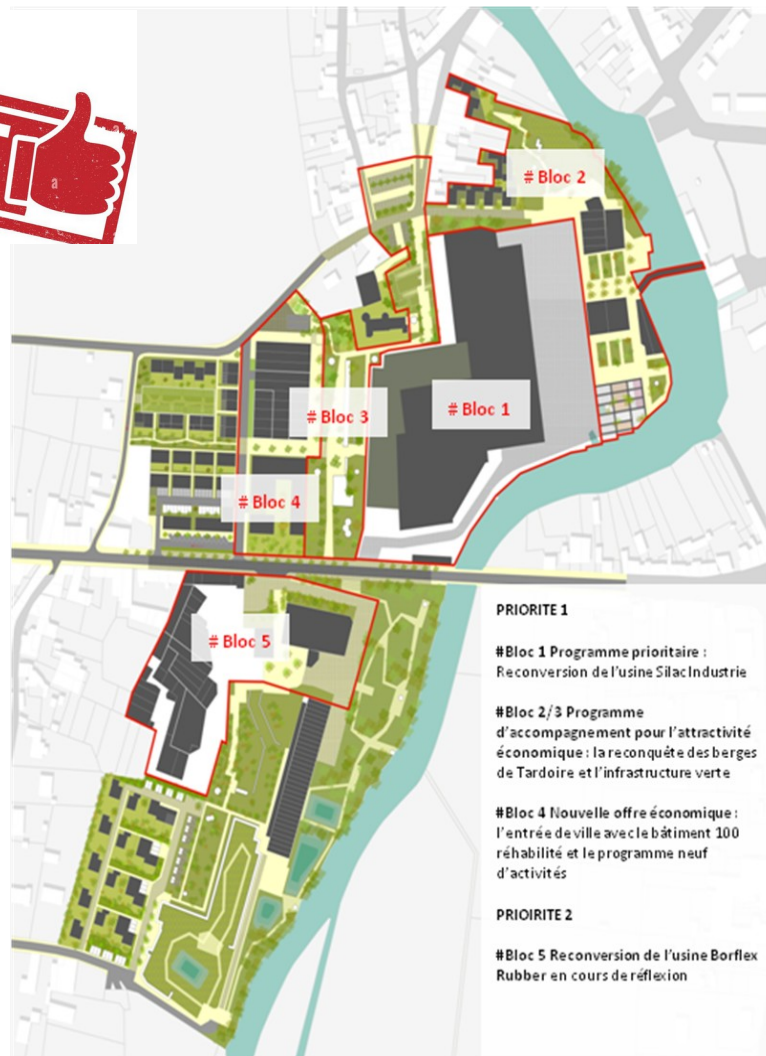 # Bloc 2
# Bloc 3
# Bloc 1
# Bloc 4
# Bloc 5
PRIORITE 1
#Bloc 1 Programme prioritaire :
Reconversion de l'usine Silac Industrie
#Bloc 2/3 Programme
d'accompagnement pour l'attractivité
économique : la reconquête des berges
de Tardoire et l'infrastructure verte
#Bloc 4 Nouvelle offre économique :
l'entrée de ville avec le bâtiment 100
réhabilité et le programme neuf
d'activités
PRIOIRITE 2
#Bloc 5 Reconversion de l'usine Borflex
Rubber en cours de réflexion